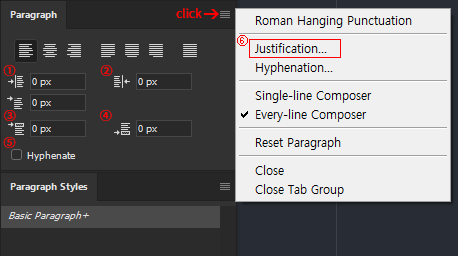 Paragraph
click
① 0 px
② 0 px
0 px
③ 0 px
④ 0 px
⑤
Hyphenate
Paragraph Styles
Basic Paragraph+
Roman Hanging Punctuation
⑥
Justification...
Hyphenation...
Single-line Composer
✓ Every-line Composer
Reset Paragraph
Close
Close Tab Group